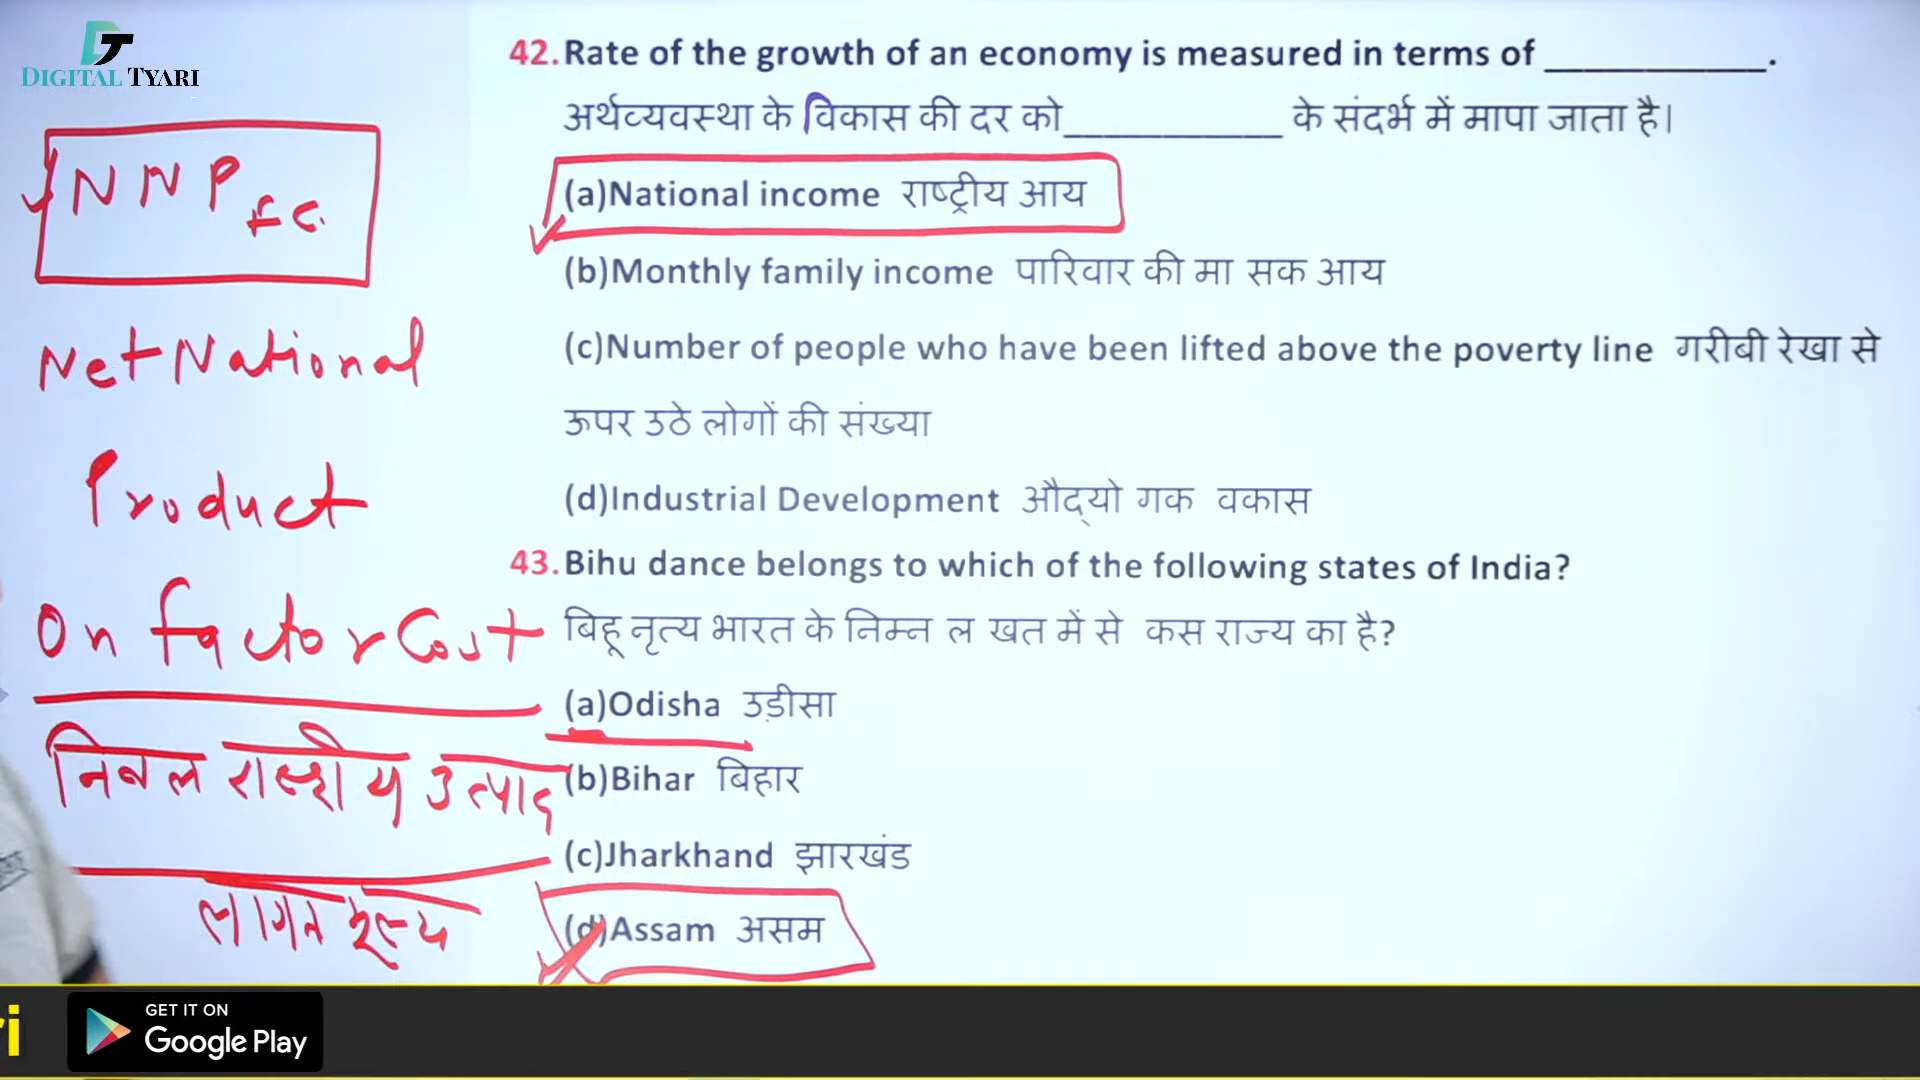 DIGITAL TYARI
42. Rate of the growth of an economy is measured in terms of ____________.
अर्थव्यवस्था के विकास की दर को____________ के संदर्भ में मापा जाता है।
(a)National income राष्ट्रीय आय
(b)Monthly family income पारिवार की मा सक आय
(c)Number of people who have been lifted above the poverty line गरीबी रेखा से
ऊपर उठे लोगों की संख्या
(d)Industrial Development औद्यो गक वकास
43. Bihu dance belongs to which of the following states of India?
बिहू नृत्य भारत के निम्न ल खत में से कस राज्य का है?
(a)Odisha उड़ीसा
(b)Bihar बिहार
(c)Jharkhand झारखंड
(d)Assam असम
NNP FC
Net National
Product
On factor Cost
निवल राष्ट्रीय उत्पाद
लागत मूल्य
ri
GET IT ON
Google Play